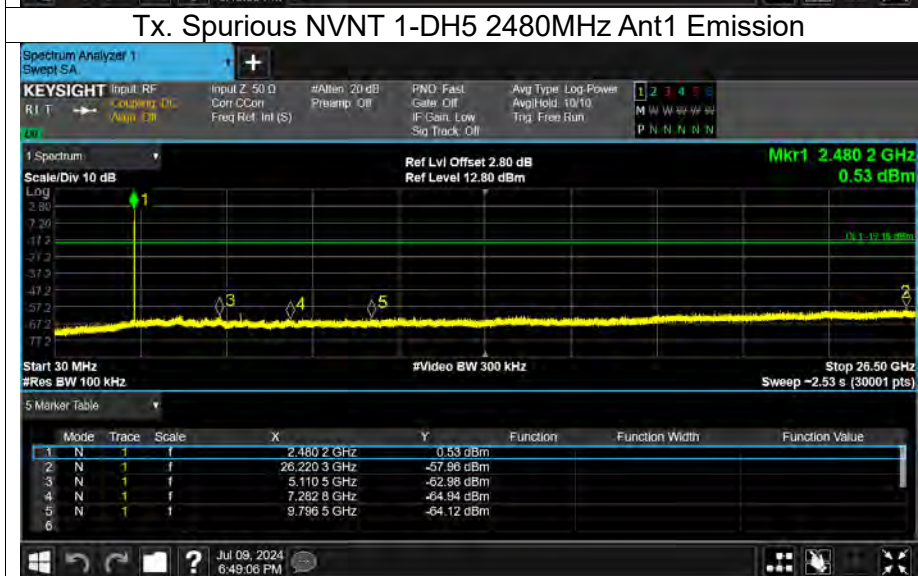 Tx. Spurious NVNT 1-DH5 2480MHz Ant1 Emission
Spectrum Analyzer 1
Swept SA
+
KEYSIGHT Input: RF Input Z: 50 Ω #Atten: 20 dB PNO: Fast Avg Type: Log-Power 1 2 3 4 5 6
RLT Coupling: DC Corr CCorr Preamp: Off Gate: Off Avg|Hold: 10/10 M W W W W W
Align: Off Freq Ref: Int (S) IF Gain: Low Trig: Free Run
Sig Track: Off P N N N N N
1 Spectrum Ref Lvl Offset 2.80 dB Mkr1 2.480 2 GHz
Scale/Div 10 dB Ref Level 12.80 dBm 0.53 dBm
Log
2.80
-7.20
-17.2
-27.2
-37.2
-47.2
-57.2
-67.2
-77.2
1
3
4
5
2
Start 30 MHz #Video BW 300 kHz Stop 26.50 GHz
#Res BW 100 kHz Sweep ~2.53 s (30001 pts)
5 Marker Table
Mode Trace Scale X Y Function Function Width Function Value
1 N 1 f 2.480 2 GHz 0.53 dBm
2 N 1 f 26.220 3 GHz -57.96 dBm
3 N 1 f 5.110 5 GHz -62.98 dBm
4 N 1 f 7.282 8 GHz -64.94 dBm
5 N 1 f 9.796 5 GHz -64.12 dBm
6
? Jul 09, 2024
6:49:06 PM